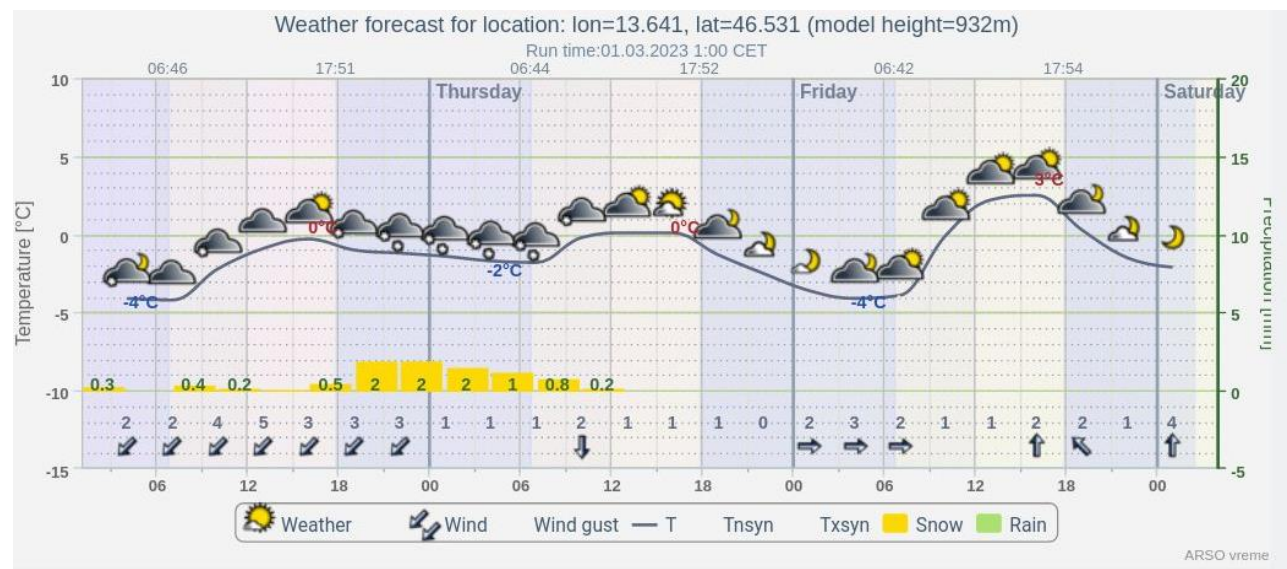 Weather forecast for location: lon=13.641, lat=46.531 (model height=932m)
Run time:01.03.2023 1:00 CET
06:46 17:51 06:44 17:52 06:42 17:54
10 20
Thursday Friday Saturday
5 15
3°C
0°C 0°C
0 10
-2°C
-4°C -4°C
-5 5
0.3 0.4 0.2 0.5 2 2 2 1 0.8 0.2
-10 0
2 2 4 5 3 3 3 1 1 1 2 1 1 1 0 2 3 2 1 1 2 2 1 4
-15 -5
Temperature [°C]
Precipitation [mm]
06 12 18 00 06 12 18 00 06 12 18 00
Weather Wind Wind gust T Tnsyn Txsyn Snow Rain
ARSO vreme